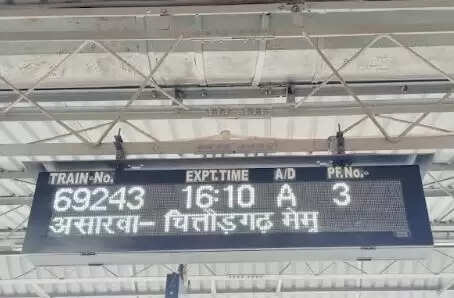 TRAIN-No. EXPT.TIME A/D PF.No.-
69243 16:10 A 3
असारवा- चित्तौड़गढ़ मेमू